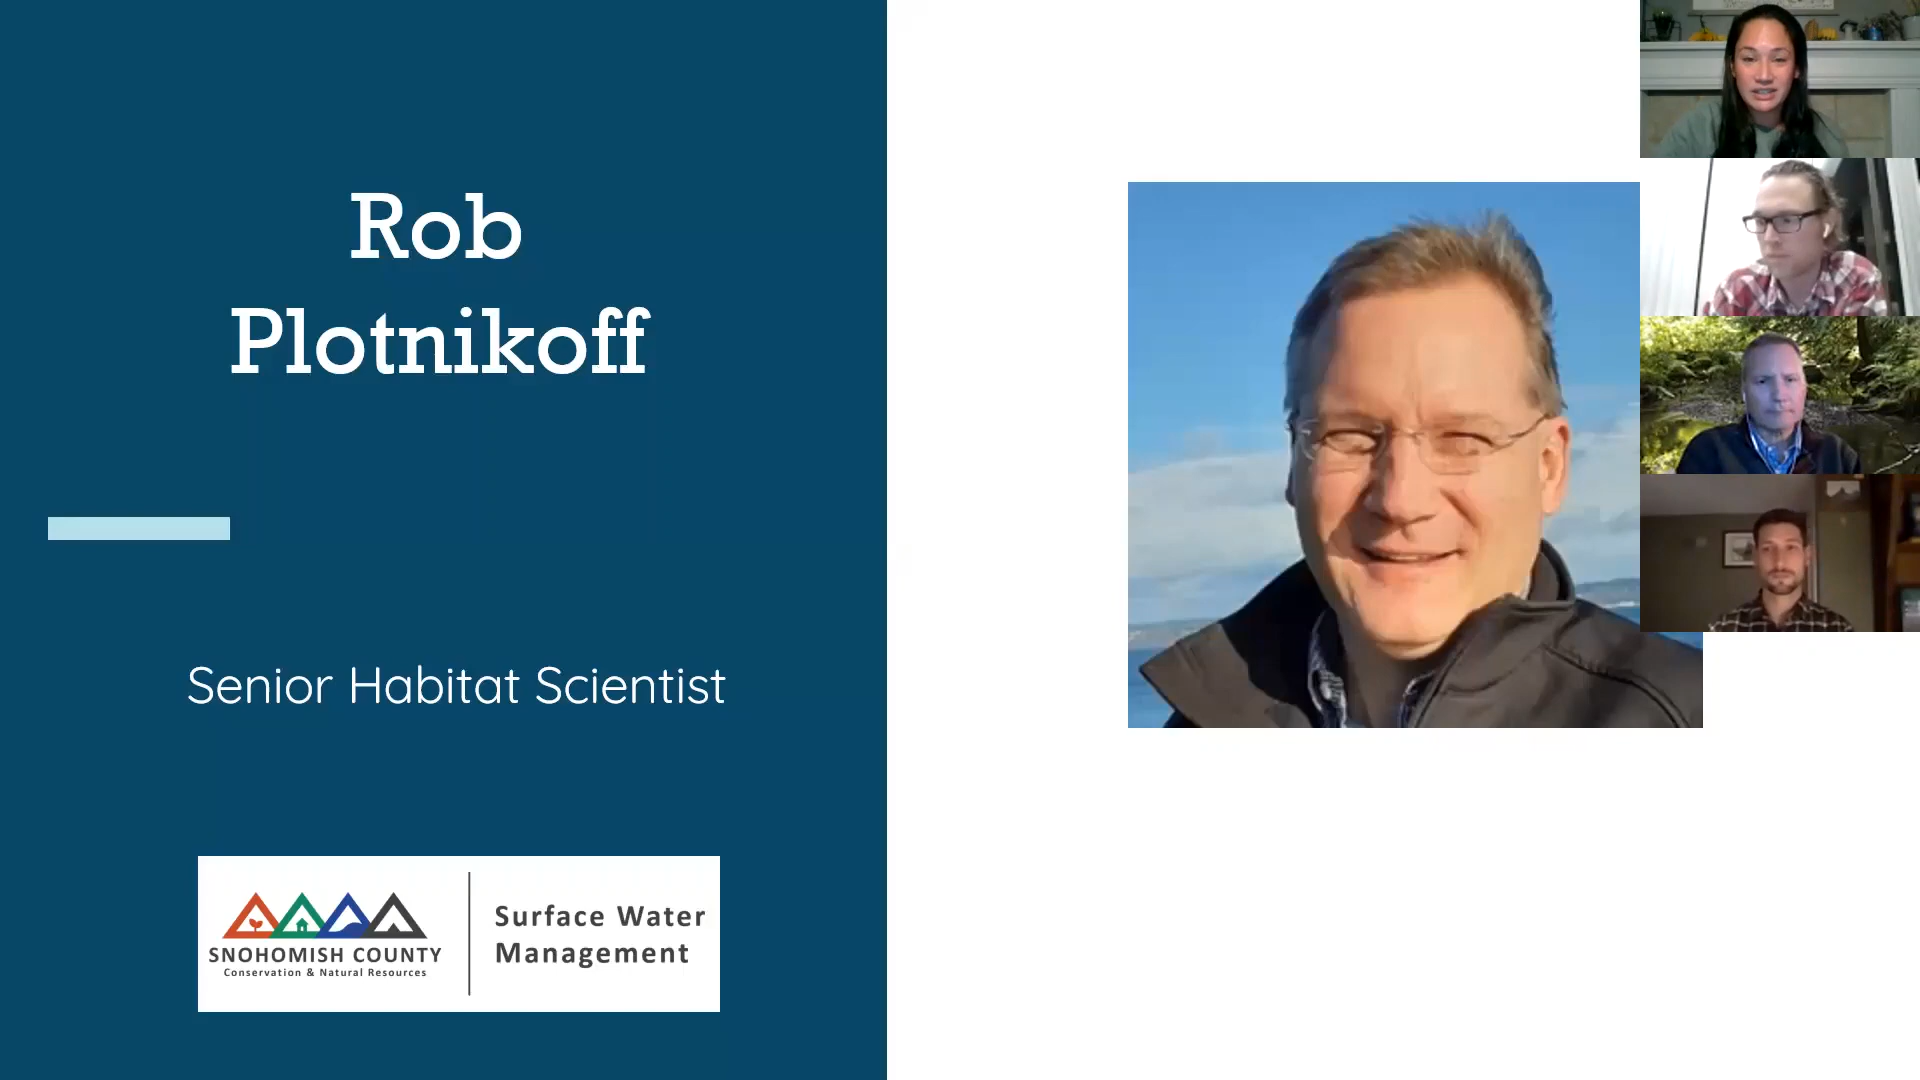 Rob
Plotnikoff
Senior Habitat Scientist
SNOHOMISH COUNTY
Conservation & Natural Resources
Surface Water
Management